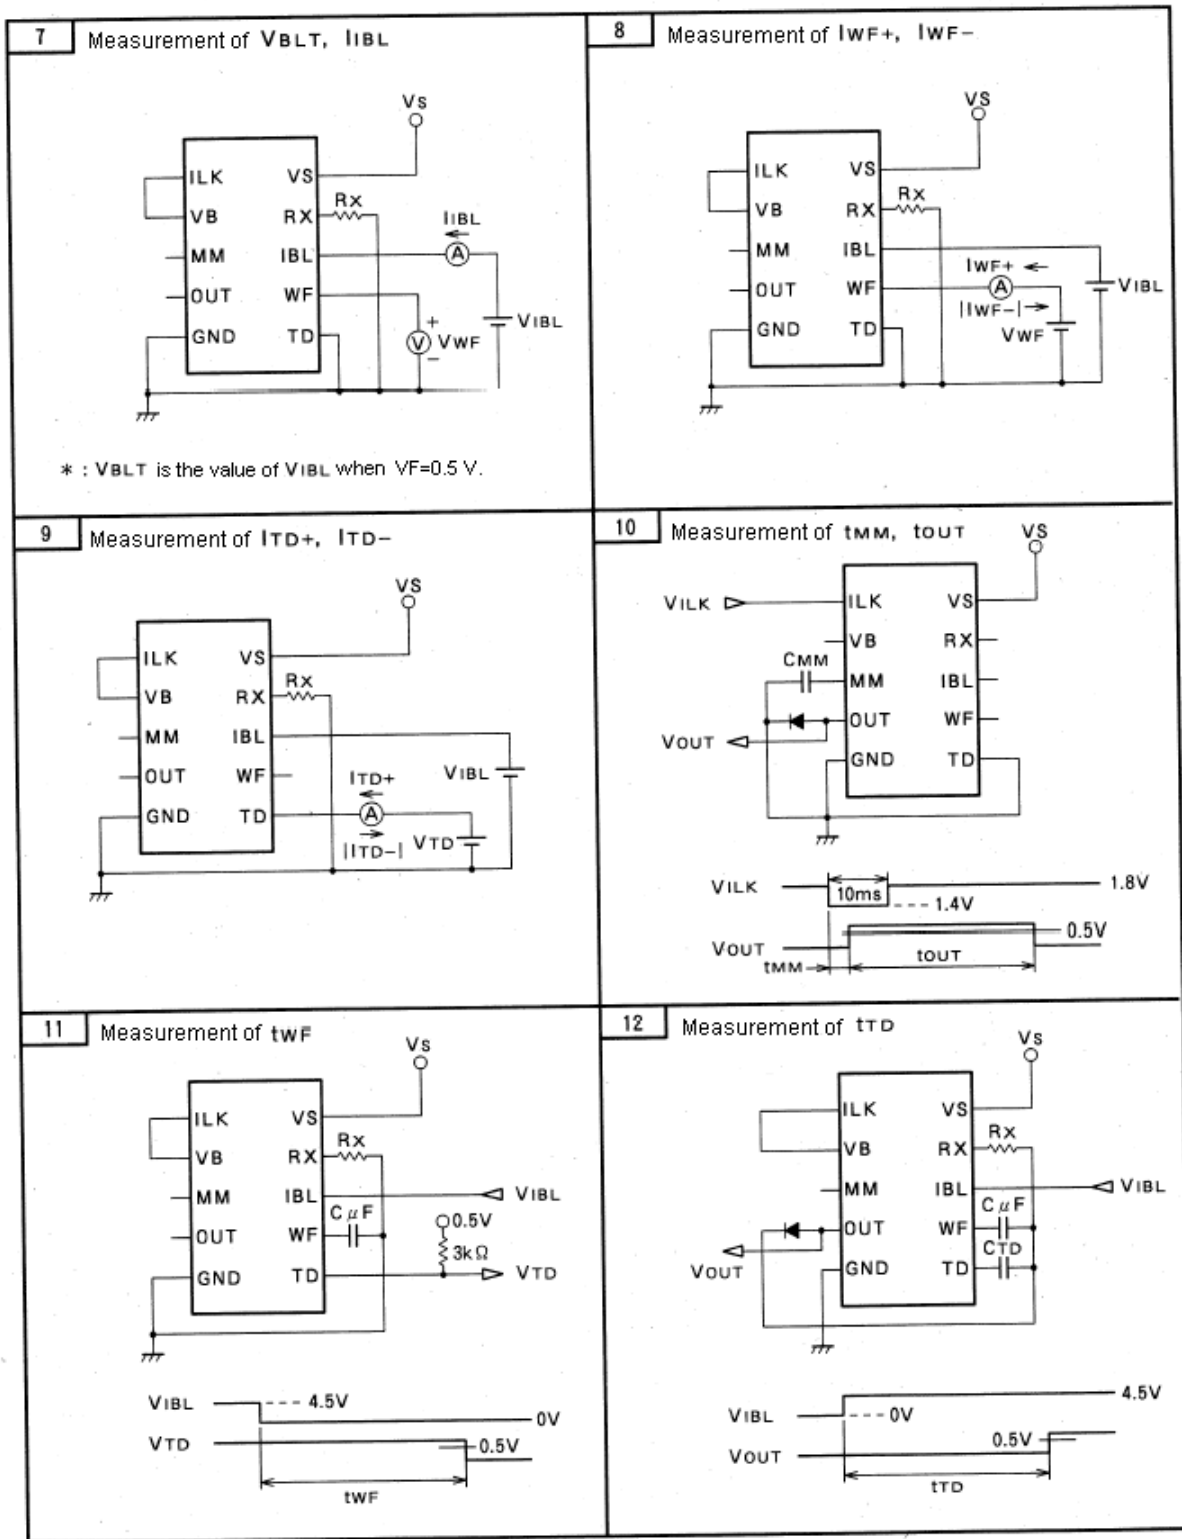 7 Measurement of VBLT, IIBL
VS
ILK VS
RX
VB RX
IIBL
MM IBL
A
OUT WF
+
VIBL
V VWF
-
GND TD
* : VBLT is the value of VIBL when VF=0.5 V.
8 Measurement of IWF+, IWF-
VS
ILK VS
RX
VB RX
MM IBL
IWF+
OUT WF A VIBL
|IWF-|
GND TD VWF
9 Measurement of ITD+, ITD-
VS
ILK VS
RX
VB RX
MM IBL
OUT WF ITD+ VIBL
GND TD A
|ITD-| VTD
10 Measurement of tMM, tOUT
VS
VILK ILK VS
VB RX
CMM
MM IBL
OUT WF
VOUT
GND TD
VILK 10ms 1.8V
1.4V
0.5V
VOUT tOUT
tMM
11 Measurement of tWF
VS
ILK VS
RX
VB RX
MM IBL VIBL
CμF
0.5V
OUT WF
3kΩ
GND TD VTD
VIBL 4.5V
0V
VTD 0.5V
tWF
12 Measurement of tTD
VS
ILK VS
RX
VB RX
MM IBL VIBL
CμF
OUT WF
CTD
VOUT
GND TD
4.5V
VIBL 0V
0.5V
VOUT
tTD